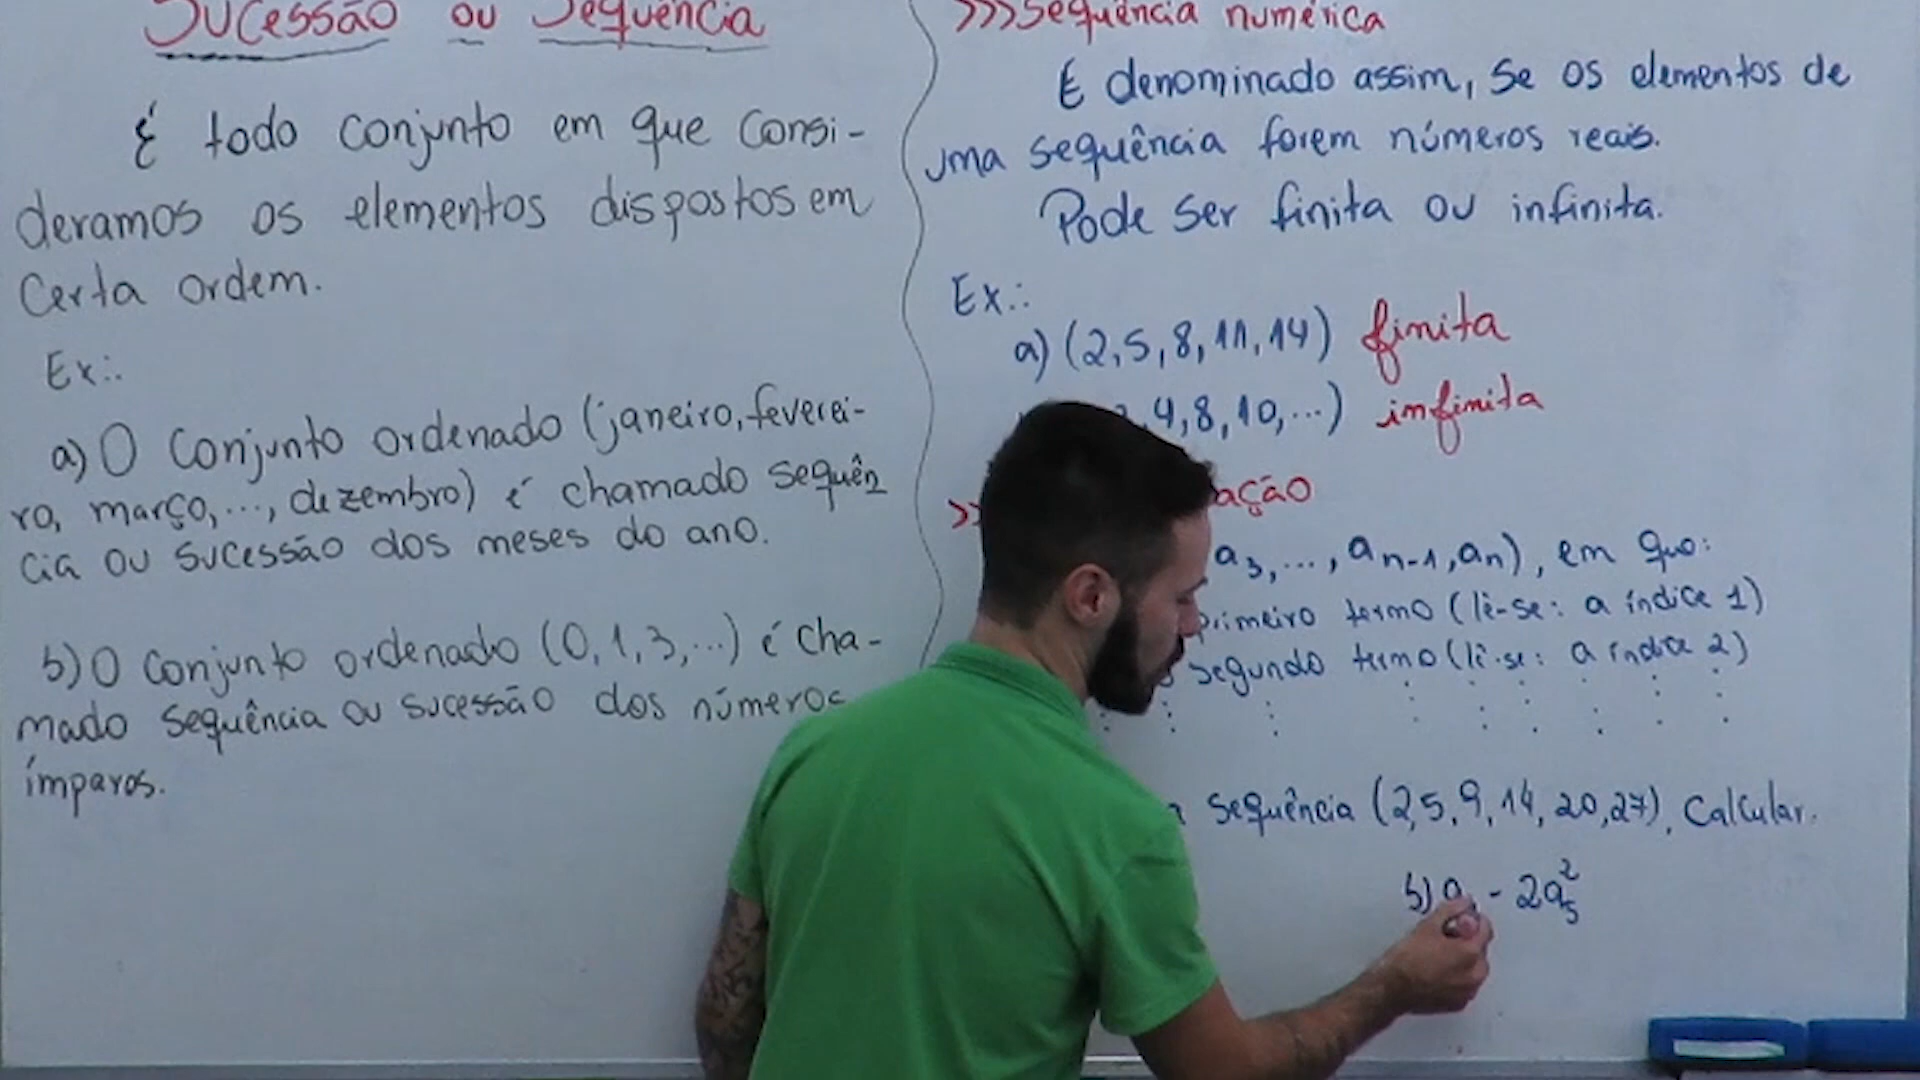 Sucessão ou Sequência
É todo conjunto em que consi-
deramos os elementos dispostos em
certa ordem.
Ex.:
a) O conjunto ordenado (janeiro, feverei-
ro, março, ..., dezembro) é chamado sequên
cia ou sucessão dos meses do ano.
b) O conjunto ordenado (0, 1, 3, ...) é cha-
mado sequência ou sucessão dos números
ímpares.
>>> Sequência numérica
É denominado assim, se os elementos de
uma sequência forem números reais.
Pode ser finita ou infinita.
Ex.:
a) (2, 5, 8, 11, 14) finita
, 4, 8, 10, ...) infinita
>>
a₃, ..., aₙ₋₁, aₙ), em que:
primeiro termo (lê-se: a índice 1)
segundo termo (lê-se: a índice 2)
sequência (2, 5, 9, 14, 20, 27), Calcular.
b) a - 2a₅²